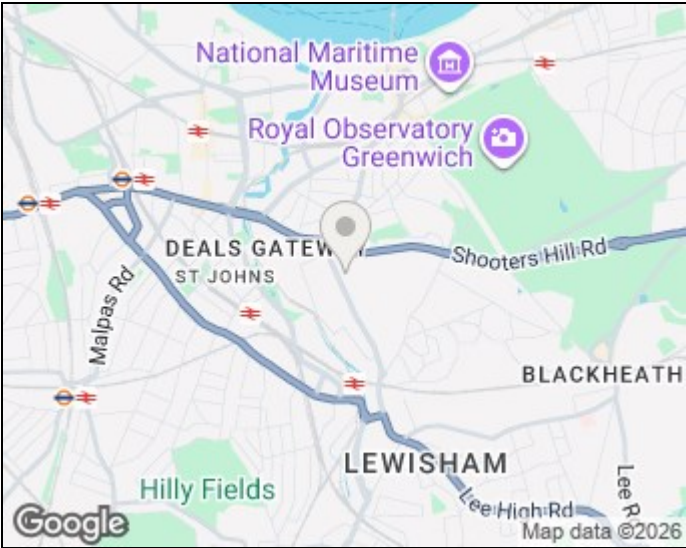 National Maritime
Museum
Royal Observatory
Greenwich
DEALS GATEW
Shooters Hill Rd
ST JOHNS
Malpas Rd
BLACKHEATH
LEWISHAM
Hilly Fields
Lee High Rd
Lee R
Google
Map data ©2026